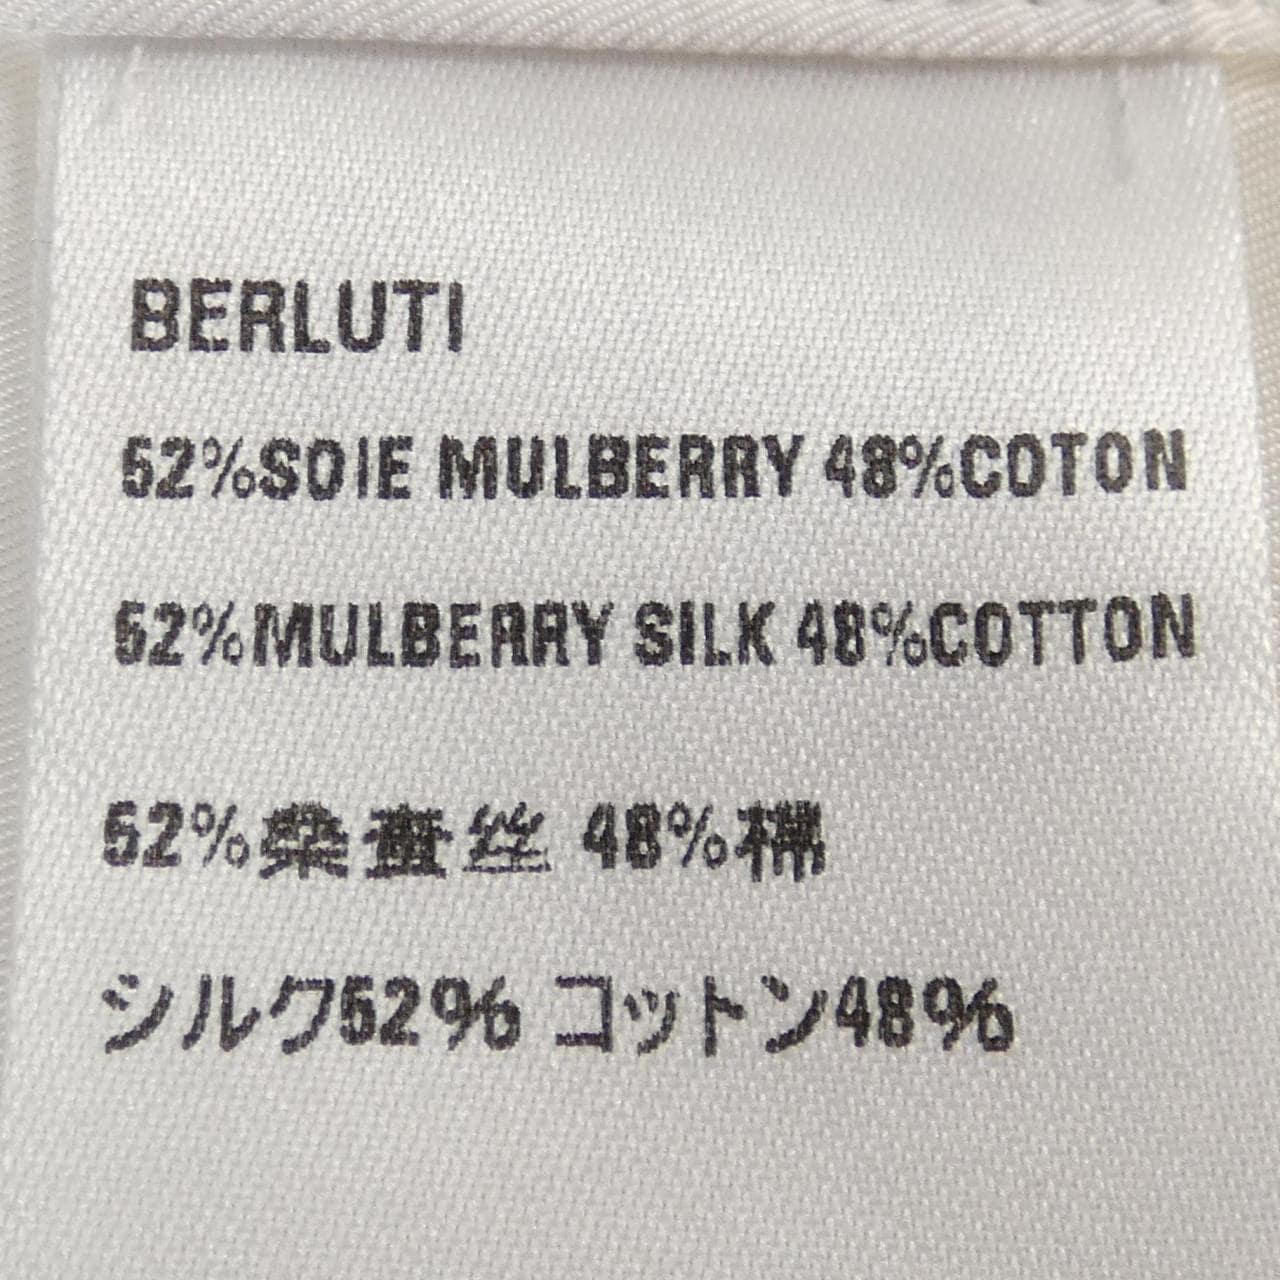 BERLUTI
52%SOIE MULBERRY 48%COTON
52%MULBERRY SILK 48%COTTON
52%桑蚕丝 48%棉
シルク52% コットン48%